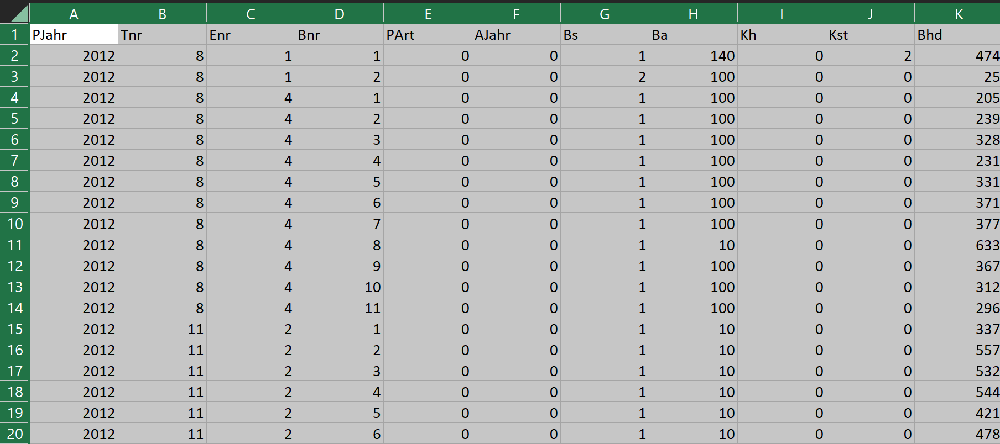 A B C D E F G H I J K
1 PJahr Tnr Enr Bnr PArt AJahr Bs Ba Kh Kst Bhd
2 2012 8 1 1 0 0 1 140 0 2 474
3 2012 8 1 2 0 0 2 100 0 0 25
4 2012 8 4 1 0 0 1 100 0 0 205
5 2012 8 4 2 0 0 1 100 0 0 239
6 2012 8 4 3 0 0 1 100 0 0 328
7 2012 8 4 4 0 0 1 100 0 0 231
8 2012 8 4 5 0 0 1 100 0 0 331
9 2012 8 4 6 0 0 1 100 0 0 371
10 2012 8 4 7 0 0 1 100 0 0 377
11 2012 8 4 8 0 0 1 10 0 0 633
12 2012 8 4 9 0 0 1 100 0 0 367
13 2012 8 4 10 0 0 1 100 0 0 312
14 2012 8 4 11 0 0 1 100 0 0 296
15 2012 11 2 1 0 0 1 10 0 0 337
16 2012 11 2 2 0 0 1 10 0 0 557
17 2012 11 2 3 0 0 1 10 0 0 532
18 2012 11 2 4 0 0 1 10 0 0 544
19 2012 11 2 5 0 0 1 10 0 0 421
20 2012 11 2 6 0 0 1 10 0 0 478